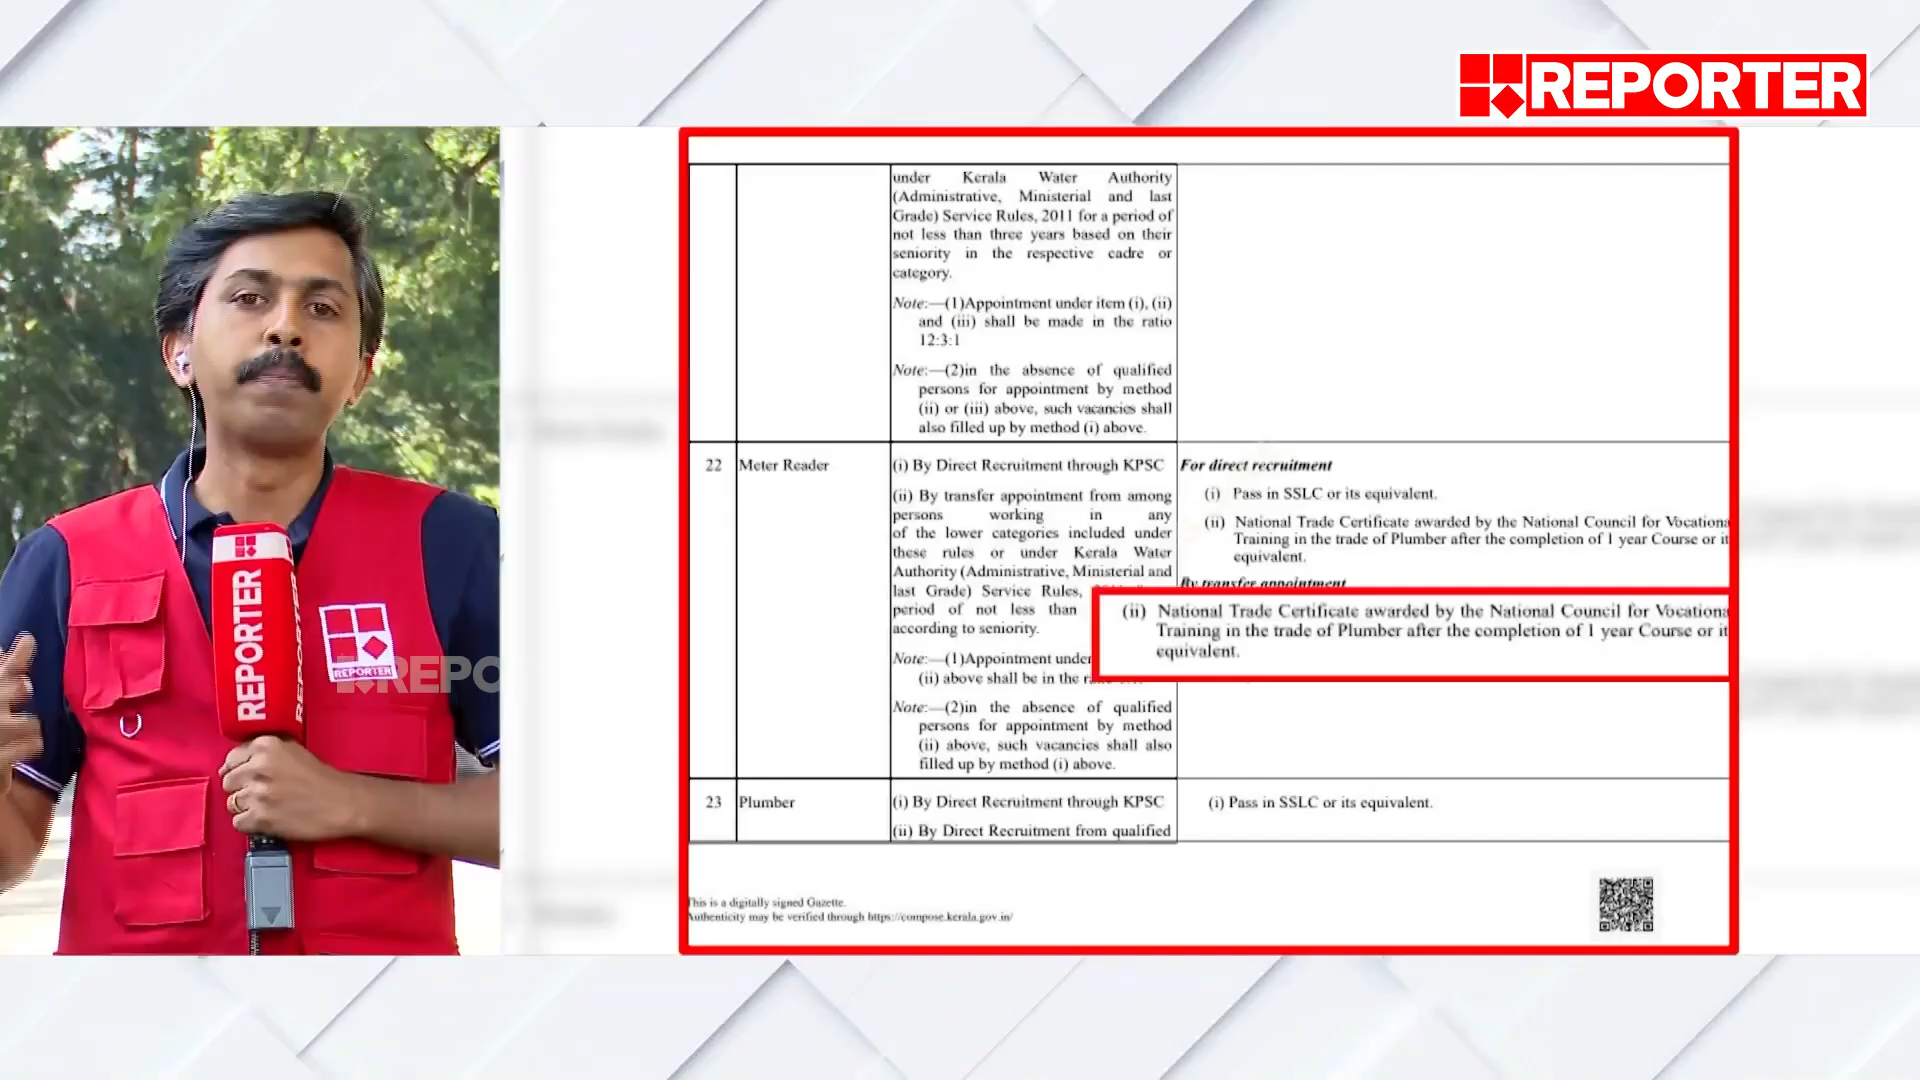 REPORTER
under Kerala Water Authority
(Administrative, Ministerial and last
Grade) Service Rules, 2011 for a period of
not less than three years based on their
seniority in the respective cadre or
category.
Note:—(1)Appointment under item (i), (ii)
and (iii) shall be made in the ratio
12:3:1
Note:—(2)in the absence of qualified
persons for appointment by method
(ii) or (iii) above, such vacancies shall
also filled up by method (i) above.
22 Meter Reader
(i) By Direct Recruitment through KPSC
(ii) By transfer appointment from among
persons working in any
of the lower categories included under
these rules or under Kerala Water
Authority (Administrative, Ministerial and
last Grade) Service Rules,
period of not less than
according to seniority.
Note:—(1)Appointment under
(ii) above shall be in the
Note:—(2)in the absence of qualified
persons for appointment by method
(ii) above, such vacancies shall also
filled up by method (i) above.
For direct recruitment
(i) Pass in SSLC or its equivalent.
(ii) National Trade Certificate awarded by the National Council for Vocationa
Training in the trade of Plumber after the completion of 1 year Course or it
equivalent.
By transfer appointment
(ii) National Trade Certificate awarded by the National Council for Vocationa
Training in the trade of Plumber after the completion of 1 year Course or it
equivalent.
23 Plumber
(i) By Direct Recruitment through KPSC
(ii) By Direct Recruitment from qualified
(i) Pass in SSLC or its equivalent.
This is a digitally signed Gazette.
Authenticity may be verified through https://compose.kerala.gov.in/
REPORTER
REPORTER
REPORTER
REPO